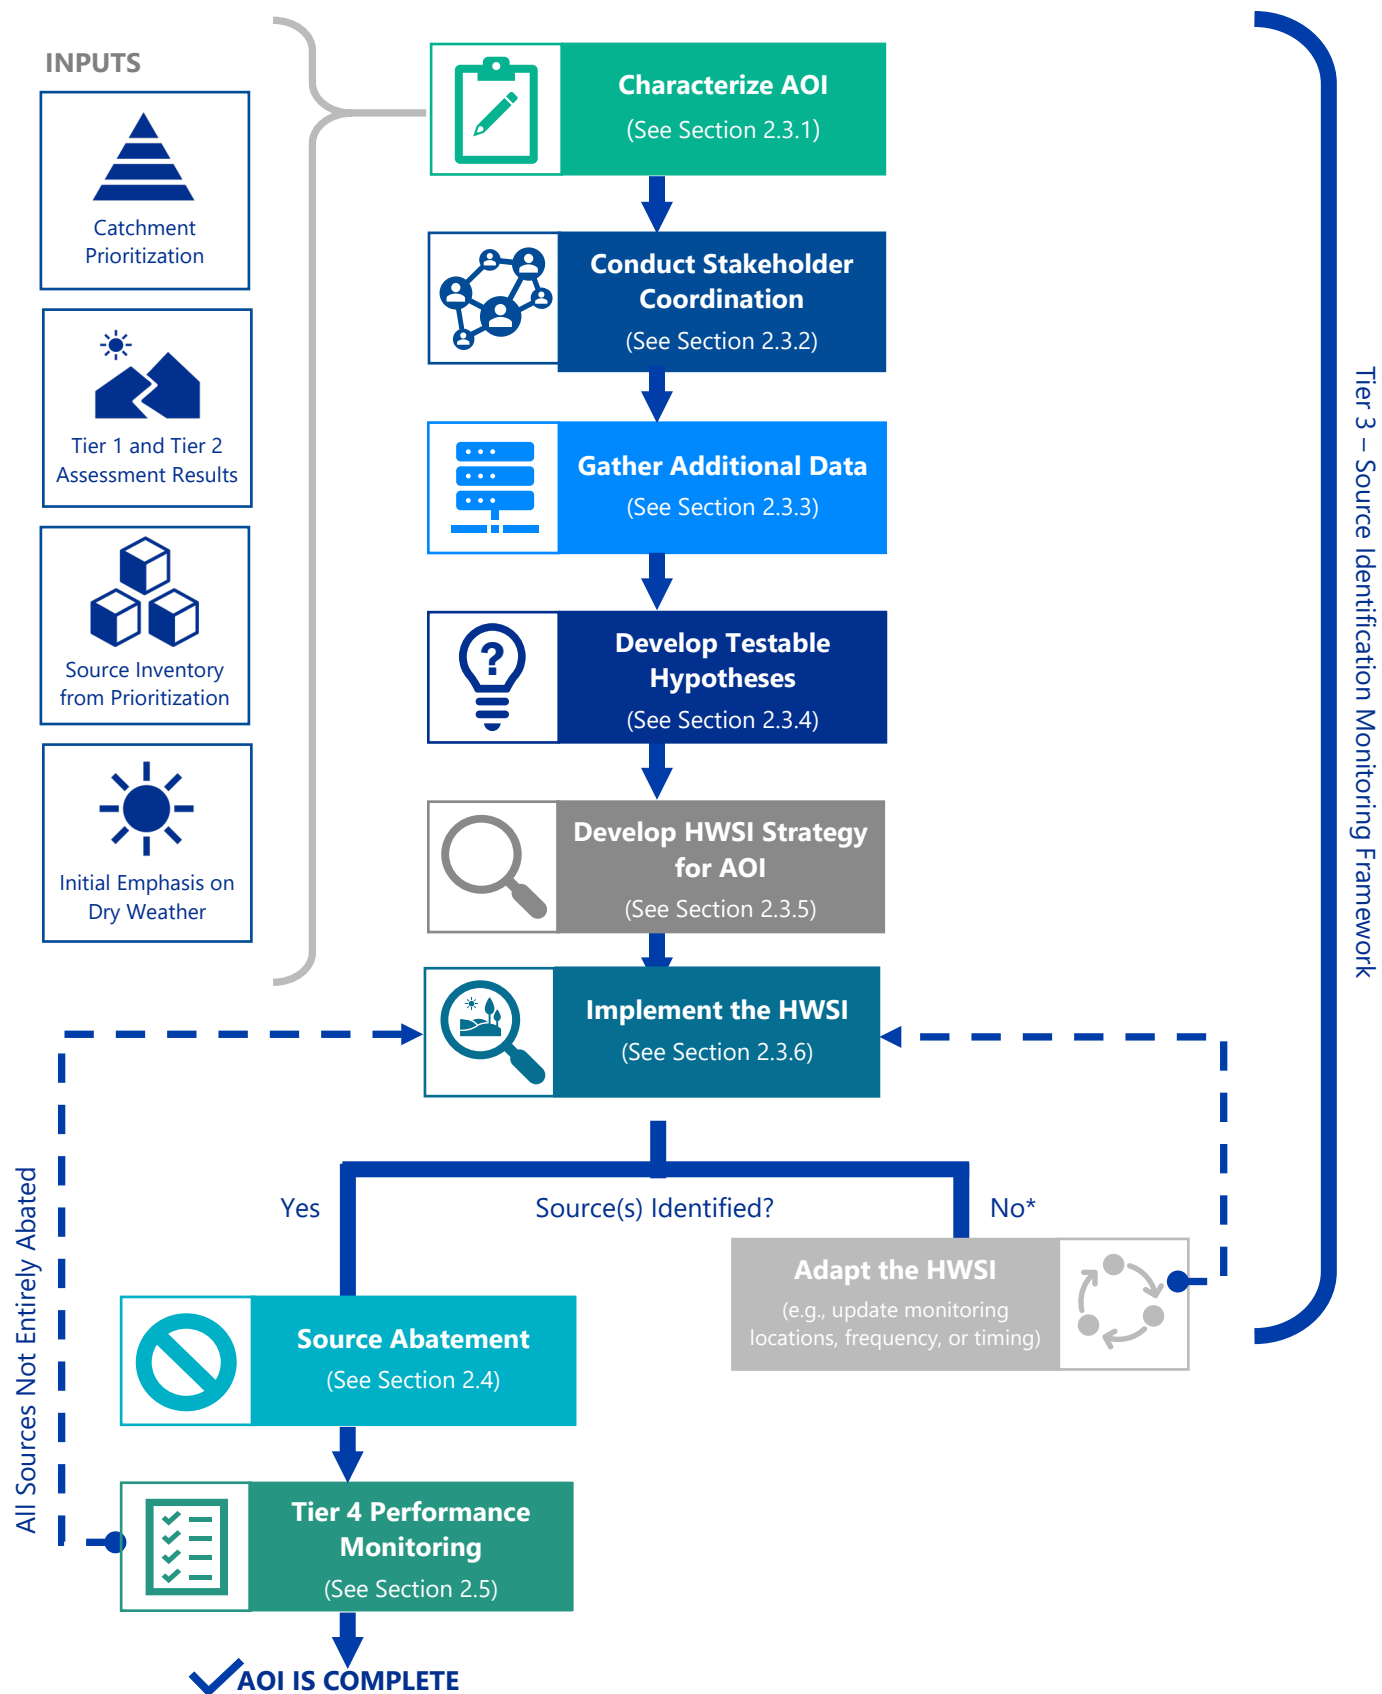 INPUTS
Catchment
Prioritization
Tier 1 and Tier 2
Assessment Results
Source Inventory
from Prioritization
Initial Emphasis on
Dry Weather
Characterize AOI
(See Section 2.3.1)
Conduct Stakeholder
Coordination
(See Section 2.3.2)
Gather Additional Data
(See Section 2.3.3)
?
Develop Testable
Hypotheses
(See Section 2.3.4)
Develop HWSI Strategy
for AOI
(See Section 2.3.5)
Implement the HWSI
(See Section 2.3.6)
Yes
Source(s) Identified?
No*
Adapt the HWSI
(e.g., update monitoring
locations, frequency, or timing)
Source Abatement
(See Section 2.4)
Tier 4 Performance
Monitoring
(See Section 2.5)
AOI IS COMPLETE
All Sources Not Entirely Abated
Tier 3 – Source Identification Monitoring Framework